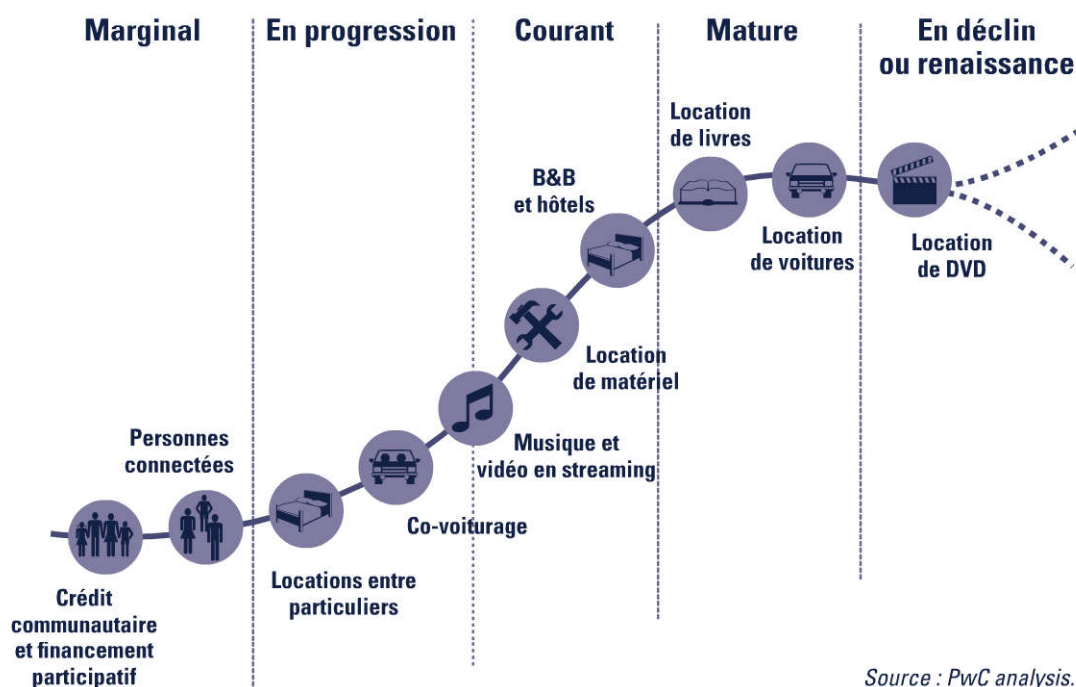 Marginal
En progression
Courant
Mature
En déclin
ou renaissance
Location
de livres
B&B
et hôtels
Location
de voitures
Location
de DVD
Location
de matériel
Personnes
connectées
Musique et
vidéo en streaming
Co-voiturage
Locations entre
particuliers
Crédit
communautaire
et financement
participatif
Source : PwC analysis.